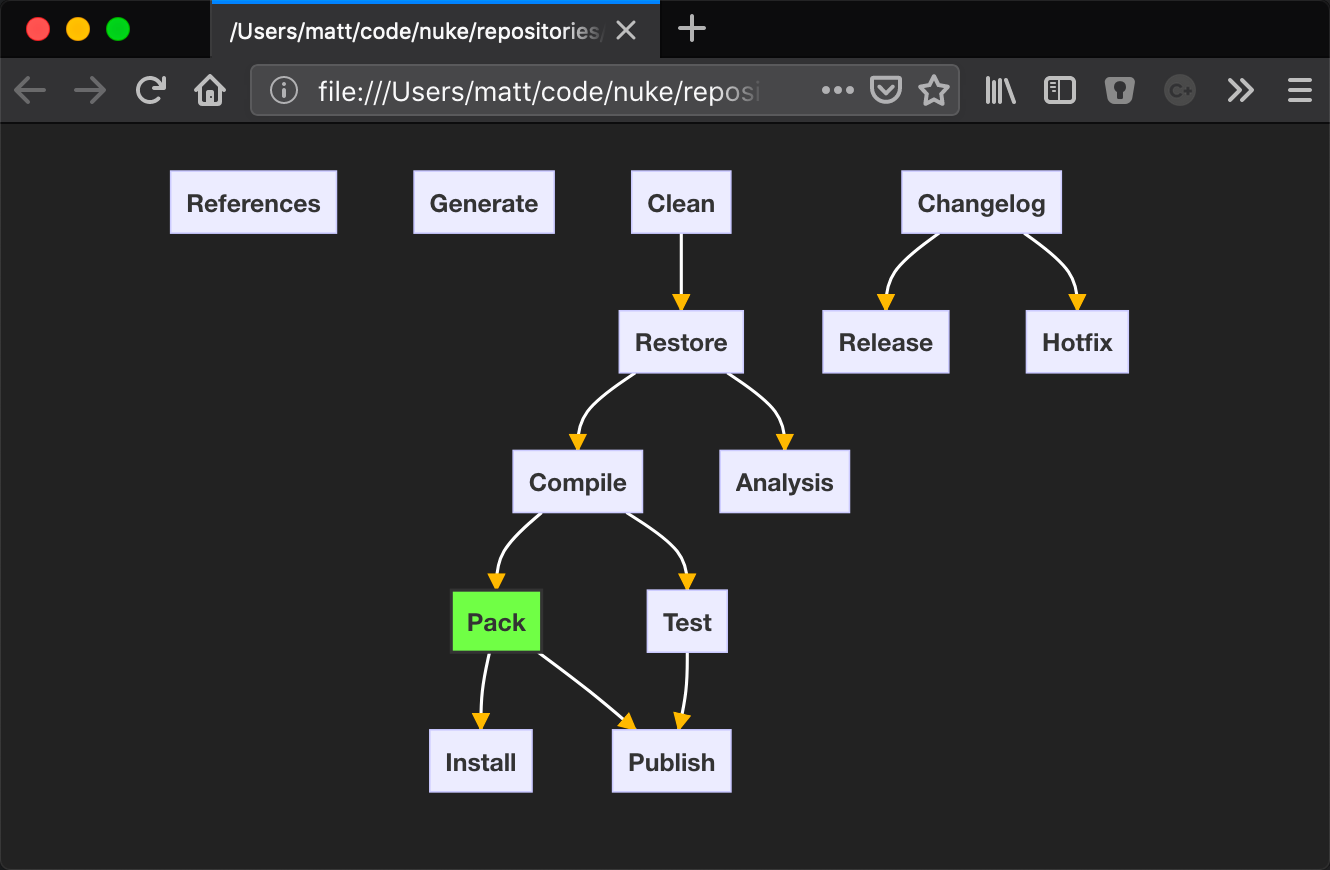 /Users/matt/code/nuke/repositories/
file:///Users/matt/code/nuke/reposi
C+
References
Generate
Clean
Changelog
Restore
Release
Hotfix
Compile
Analysis
Pack
Test
Install
Publish